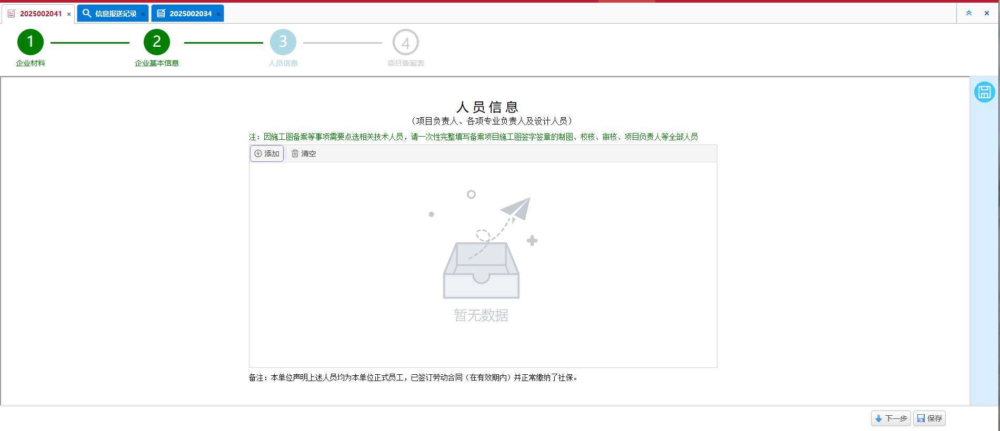 2025002041 信息报送记录 2025002034
1 2 3 4
企业材料 企业基本信息 人员信息 项目备案表
人员信息
（项目负责人、各项专业负责人及设计人员）
注：因施工图备案等事项需要点选相关技术人员，请一次性完整填写备案项目施工图签字签章的制图、校核、审核、项目负责人等全部人员
添加 清空
暂无数据
备注：本单位声明上述人员均为本单位正式员工，已签订劳动合同（在有效期内）并正常缴纳了社保。
下一步 保存